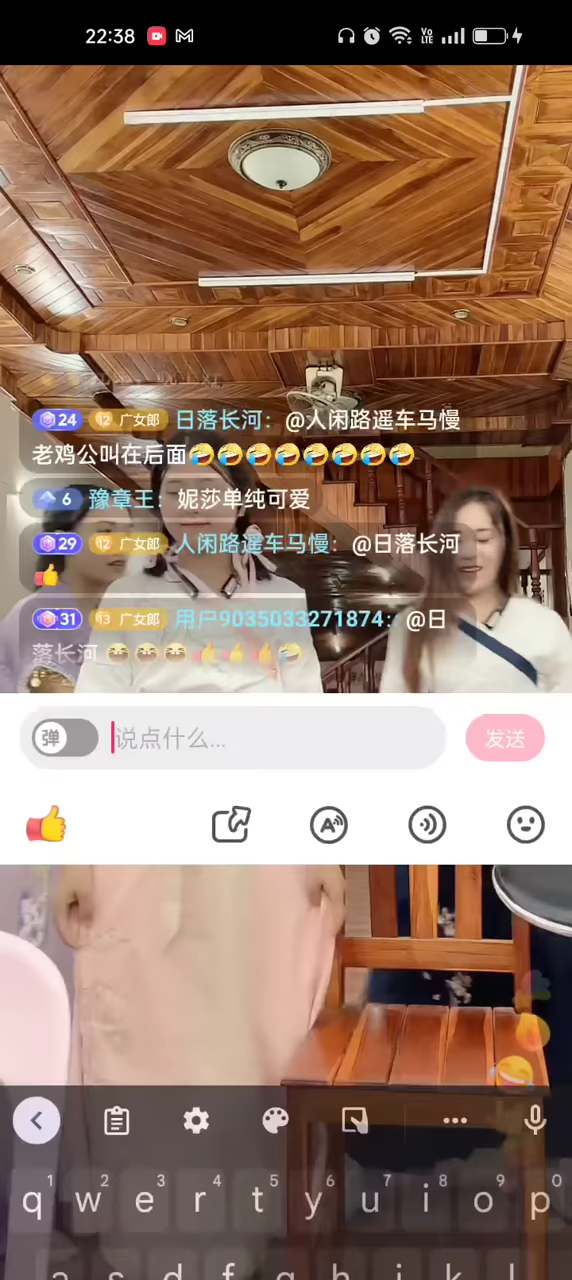 22:38
Vo
LTE
24 12 广女郎 日落长河：@人闲路遥车马慢
老鸡公叫在后面🤣🤣🤣🤣🤣🤣🤣🤣
6 豫章王：妮莎单纯可爱
29 12 广女郎 人闲路遥车马慢：@日落长河
👍
31 13 广女郎 用户9035033271874：@日
落长河 😁😁😁👍👍👍🤣
弹 说点什么... 发送
A
1 2 3 4 5 6 7 8 9 0
q w e r t y u i o p
a s d f g h j k l